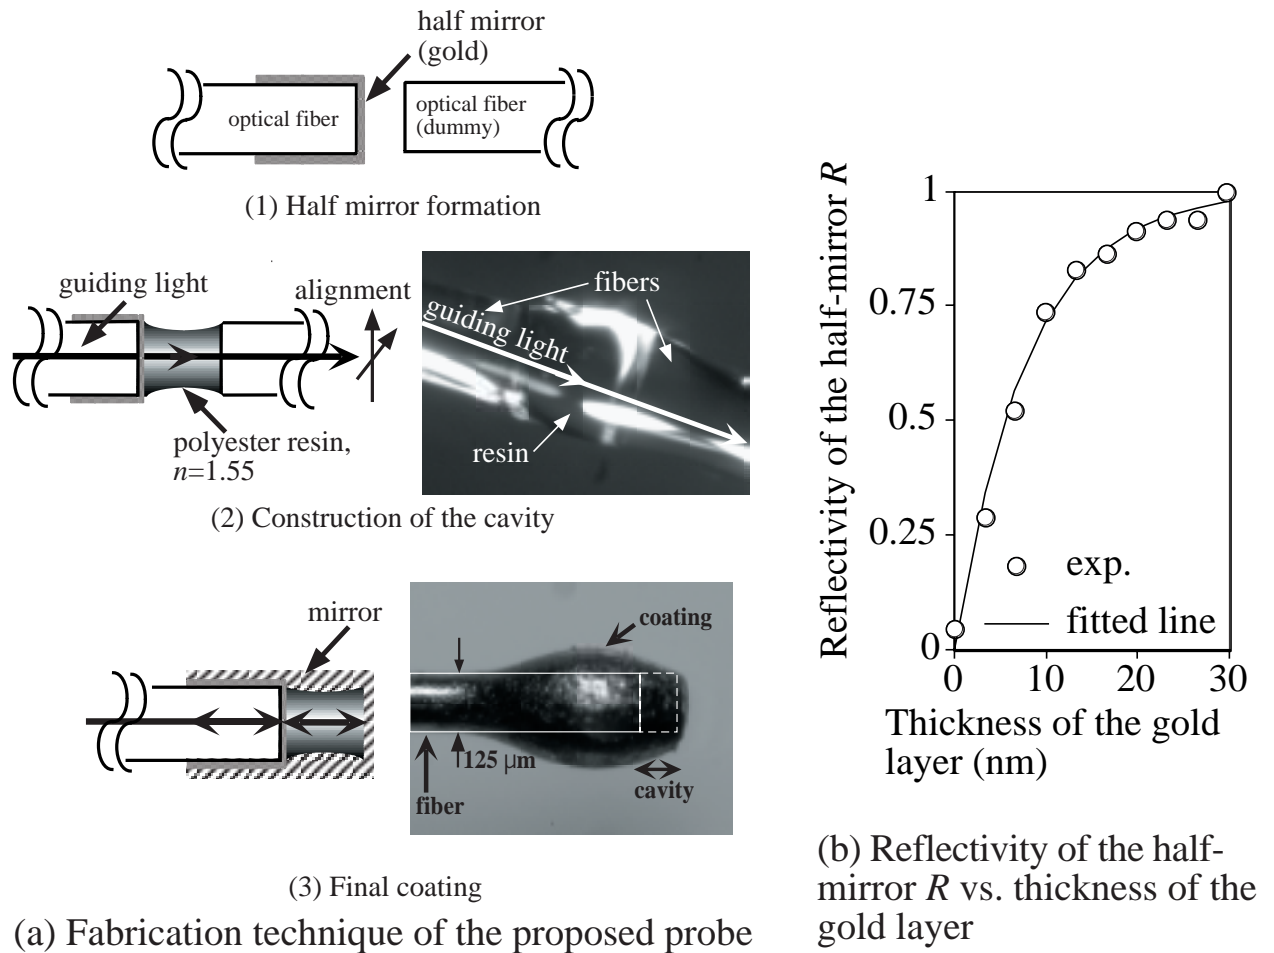 half mirror
(gold)
optical fiber
optical fiber
(dummy)
(1) Half mirror formation
guiding light
alignment
polyester resin,
n=1.55
fibers
guiding light
resin
(2) Construction of the cavity
mirror
coating
125 μm
cavity
fiber
(3) Final coating
(a) Fabrication technique of the proposed probe
Reflectivity of the half-mirror R
1
0.75
0.5
0.25
0
exp.
fitted line
0 10 20 30
Thickness of the gold
layer (nm)
(b) Reflectivity of the half-
mirror R vs. thickness of the
gold layer